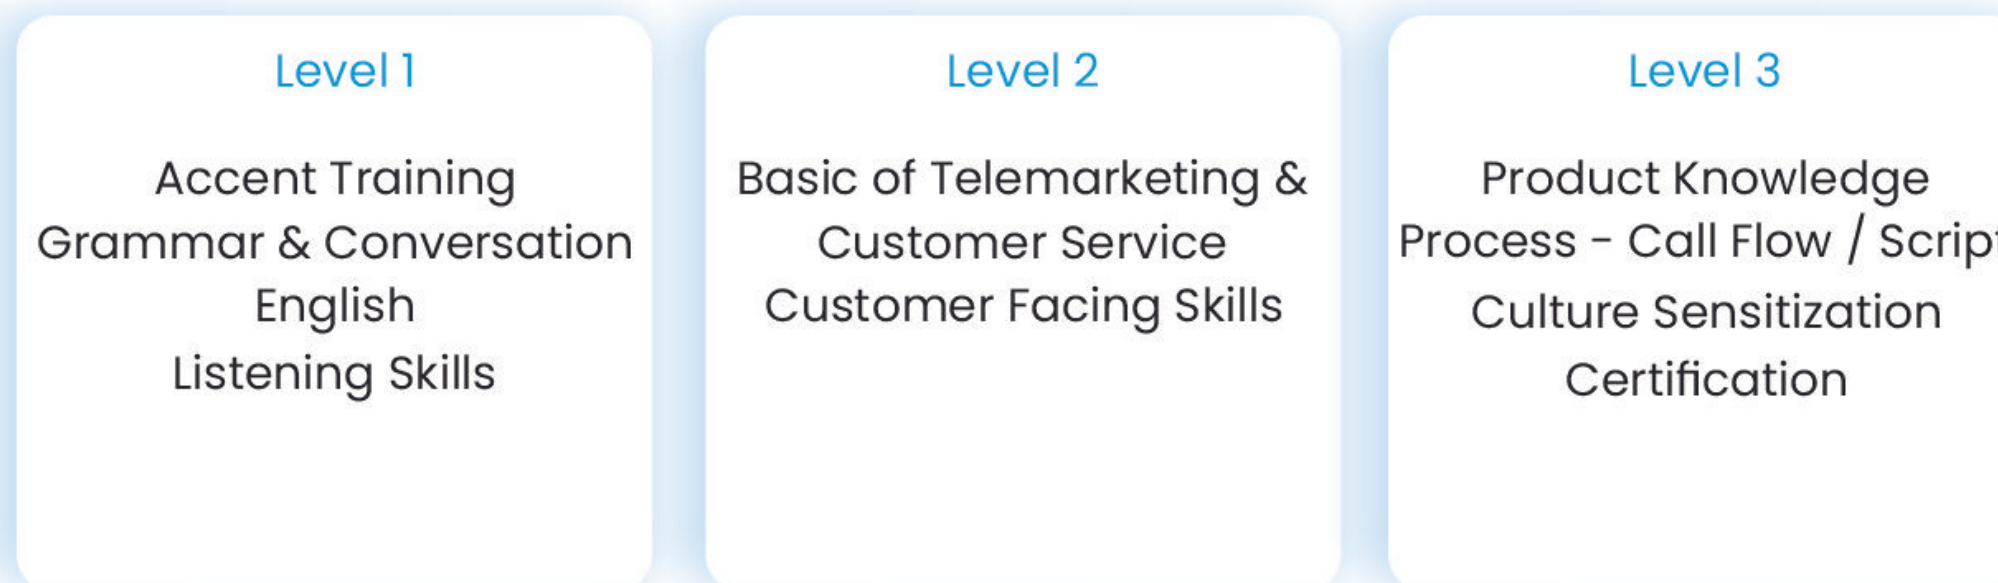 Level 1
Accent Training
Grammar & Conversation
English
Listening Skills
Level 2
Basic of Telemarketing &
Customer Service
Customer Facing Skills
Level 3
Product Knowledge
Process - Call Flow / Script
Culture Sensitization
Certification